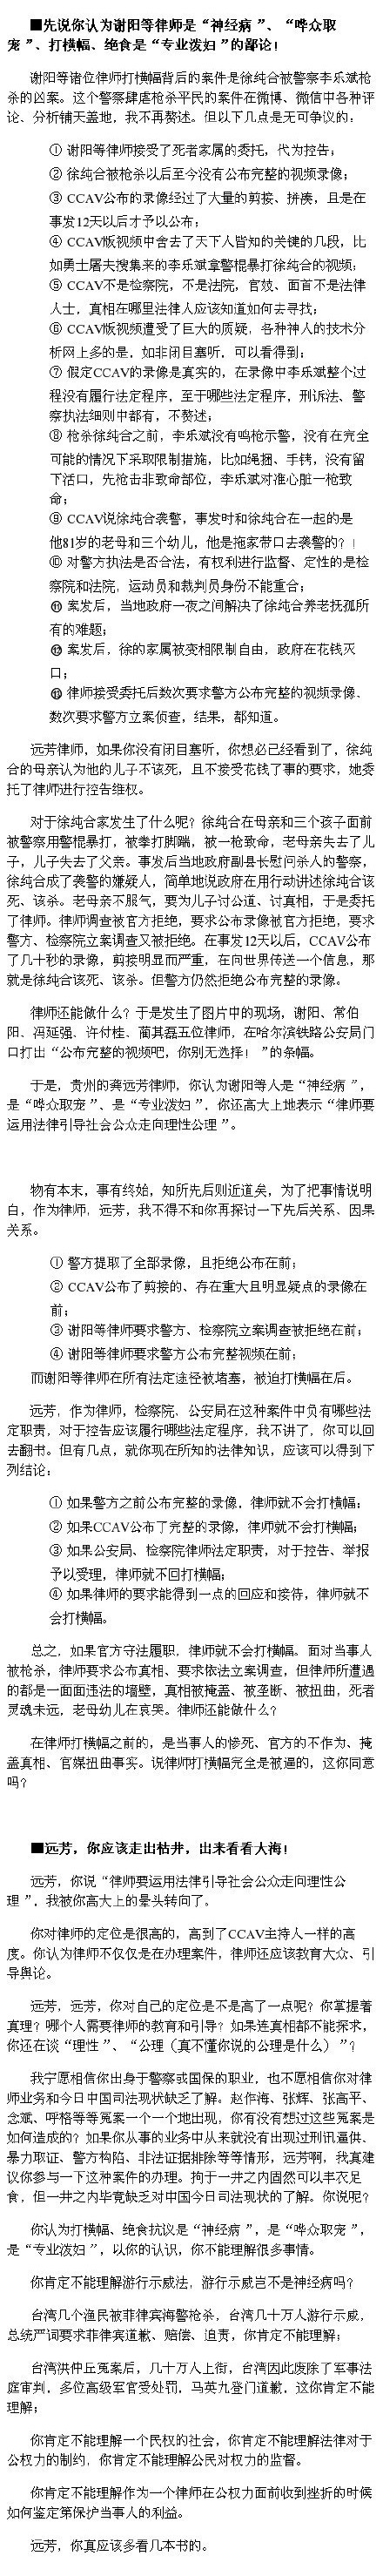 ■先说你认为谢阳等律师是“神经病”、“哗众取
宠”、打横幅、绝食是“专业泼妇”的鄙论！
谢阳等诸位律师打横幅背后的案件是徐纯合被警察李乐斌枪
杀的凶案。这个警察肆虐枪杀平民的案件在微博、微信中各种评
论、分析铺天盖地，我不再赘述。但以下几点是无可争议的：
① 谢阳等律师接受了死者家属的委托，代为控告；
② 徐纯合被枪杀以后至今没有公布完整的视频录像；
③ CCAV公布的录像经过了大量的剪接、拼凑，且是在
事发12天以后才予以公布；
④ CCAV版视频中舍去了天下人皆知的关键的几段，比
如勇士屠夫搜集来的李乐斌拿警棍暴打徐纯合的视频；
⑤ CCAV不是检察院，不是法院，官妓、面首不是法律
人士，真相在哪里法律人应该知道如何去寻找；
⑥ CCAV版视频遭受了巨大的质疑，各种神人的技术分
析网上多的是，如非闭目塞听，可以看得到；
⑦ 假定CCAV的录像是真实的，在录像中李乐斌整个过
程没有履行法定程序，至于哪些法定程序，刑诉法、警
察执法细则中都有，不赘述；
⑧ 枪杀徐纯合之前，李乐斌没有鸣枪示警，没有在完全
可能的情况下采取限制措施，比如绳捆、手铐，没有留
下活口，先枪击非致命部位，李乐斌对准心脏一枪致
命；
⑨ CCAV说徐纯合袭警，事发时和徐纯合在一起的是
他81岁的老母和三个幼儿，他是拖家带口去袭警的？！
⑩ 对警方执法是否合法，有权利进行监督、定性的是检
察院和法院，运动员和裁判员身份不能重合；
⑪ 案发后，当地政府一夜之间解决了徐纯合养老抚孤所
有的难题；
⑫ 案发后，徐的家属被变相限制自由，政府在花钱灭
口；
⑬ 律师接受委托后数次要求警方公布完整的视频录像、
数次要求警方立案侦查，结果，都知道。
远芳律师，如果你没有闭目塞听，你想必已经看到了，徐纯
合的母亲认为他的儿子不该死，且不接受花钱了事的要求，她委
托了律师进行控告维权。
对于徐纯合家发生了什么呢？徐纯合在母亲和三个孩子面前
被警察用警棍暴打，被拳打脚踹，被一枪致命，老母亲失去了儿
子，儿子失去了父亲。事发后当地政府副县长慰问杀人的警察，
徐纯合成了袭警的嫌疑人，简单地说政府在用行动讲述徐纯合该
死、该杀。老母亲不服气，要为儿子讨公道、讨真相，于是委托
了律师。律师调查被官方拒绝，要求公布录像被官方拒绝，要求
警方、检察院立案调查又被拒绝。在事发12天以后，CCAV公布
了几十秒的录像，剪接明显而严重，在向世界传送一个信息，那
就是徐纯合该死、该杀。但警方仍然拒绝公布完整的录像。
律师还能做什么？于是发生了图片中的现场，谢阳、常伯
阳、冯延强、许付桂、蔺其磊五位律师，在哈尔滨铁路公安局门
口打出“公布完整的视频吧，你别无选择！”的条幅。
于是，贵州的龚远芳律师，你认为谢阳等人是“神经病”，
是“哗众取宠”、是“专业泼妇”，你还高大上地表示“律师要
运用法律引导社会公众走向理性公理”。
物有本末，事有终始，知所先后则近道矣，为了把事情说明
白，作为律师，远芳，我不得不和你再探讨一下先后关系、因果
关系。
① 警方提取了全部录像，且拒绝公布在前；
② CCAV公布了剪接的、存在重大且明显疑点的录像在
前；
③ 谢阳等律师要求警方、检察院立案调查被拒绝在前；
④ 谢阳等律师要求警方公布完整视频在前；
而谢阳等律师在所有法定途径被堵塞，被迫打横幅在后。
远芳，作为律师，检察院、公安局在这种案件中负有哪些法
定职责，对于控告应该履行哪些法定程序，我不讲了，你可以回
去翻书。但有几点，就你现在所知的法律知识，应该可以得到下
列结论：
① 如果警方之前公布完整的录像，律师就不会打横幅；
② 如果CCAV公布了完整的录像，律师就不会打横幅；
③ 如果公安局、检察院律师法定职责，对于控告、举报
予以受理，律师就不回打横幅；
④ 如果律师的要求能得到一点的回应和接待，律师就不
会打横幅。
总之，如果官方守法履职，律师就不会打横幅。面对当事人
被枪杀，律师要求公布真相、要求依法立案调查，但律师所遭遇
的都是一面面违法的墙壁，真相被掩盖、被垄断、被扭曲，死者
灵魂未远，老母幼儿在哀哭。律师还能做什么？
在律师打横幅之前的，是当事人的惨死、官方的不作为、掩
盖真相、官媒扭曲事实。说律师打横幅完全是被逼的，这你同意
吗？
■远芳，你应该走出枯井，出来看看大海！
远芳，你说“律师要运用法律引导社会公众走向理性公
理”，我被你高大上的晕头转向了。
你对律师的定位是很高的，高到了CCAV主持人一样的高
度。你认为律师不仅仅是在办理案件，律师还应该教育大众、引
导舆论。
远芳，远芳，你对自己的定位是不是高了一点呢？你掌握着
真理？哪个人需要律师的教育和引导？如果连真相都不能探求，
你还在谈“理性”、“公理（真不懂你说的公理是什么）”？
我宁愿相信你出身于警察或国保的职业，也不愿相信你对律
师业务和今日中国司法现状缺乏了解。赵作海、张辉、张高平、
念斌、呼格等等冤案一个一个地出现，你有没有想过这些冤案是
如何造成的？如果你从事的业务中从来就没有出现过刑讯逼供、
暴力取证、警方构陷、非法证据排除等等情形，远芳啊，我真建
议你参与一下这种案件的办理。拘于一井之内固然可以丰衣足
食，但一井之内毕竟缺乏对中国今日司法现状的了解。你说呢？
你认为打横幅、绝食抗议是“神经病”，是“哗众取宠”，
是“专业泼妇”，以你的认识，你不能理解很多事情。
你肯定不能理解游行示威法，游行示威岂不是神经病吗？
台湾几个渔民被菲律宾海警枪杀，台湾几十万人游行示威，
总统严词要求菲律宾道歉、赔偿、追责，你肯定不能理解；
台湾洪仲丘冤案后，几十万人上街，台湾因此废除了军事法
庭审判，多位高级军官受处罚，马英九登门道歉，这你肯定不能
理解；
你肯定不能理解一个民权的社会，你肯定不能理解法律对于
公权力的制约，你肯定不能理解公民对权力的监督。
你肯定不能理解作为一个律师在公权力面前收到挫折的时候
如何鉴定第保护当事人的利益。
远芳，你真应该多看几本书的。